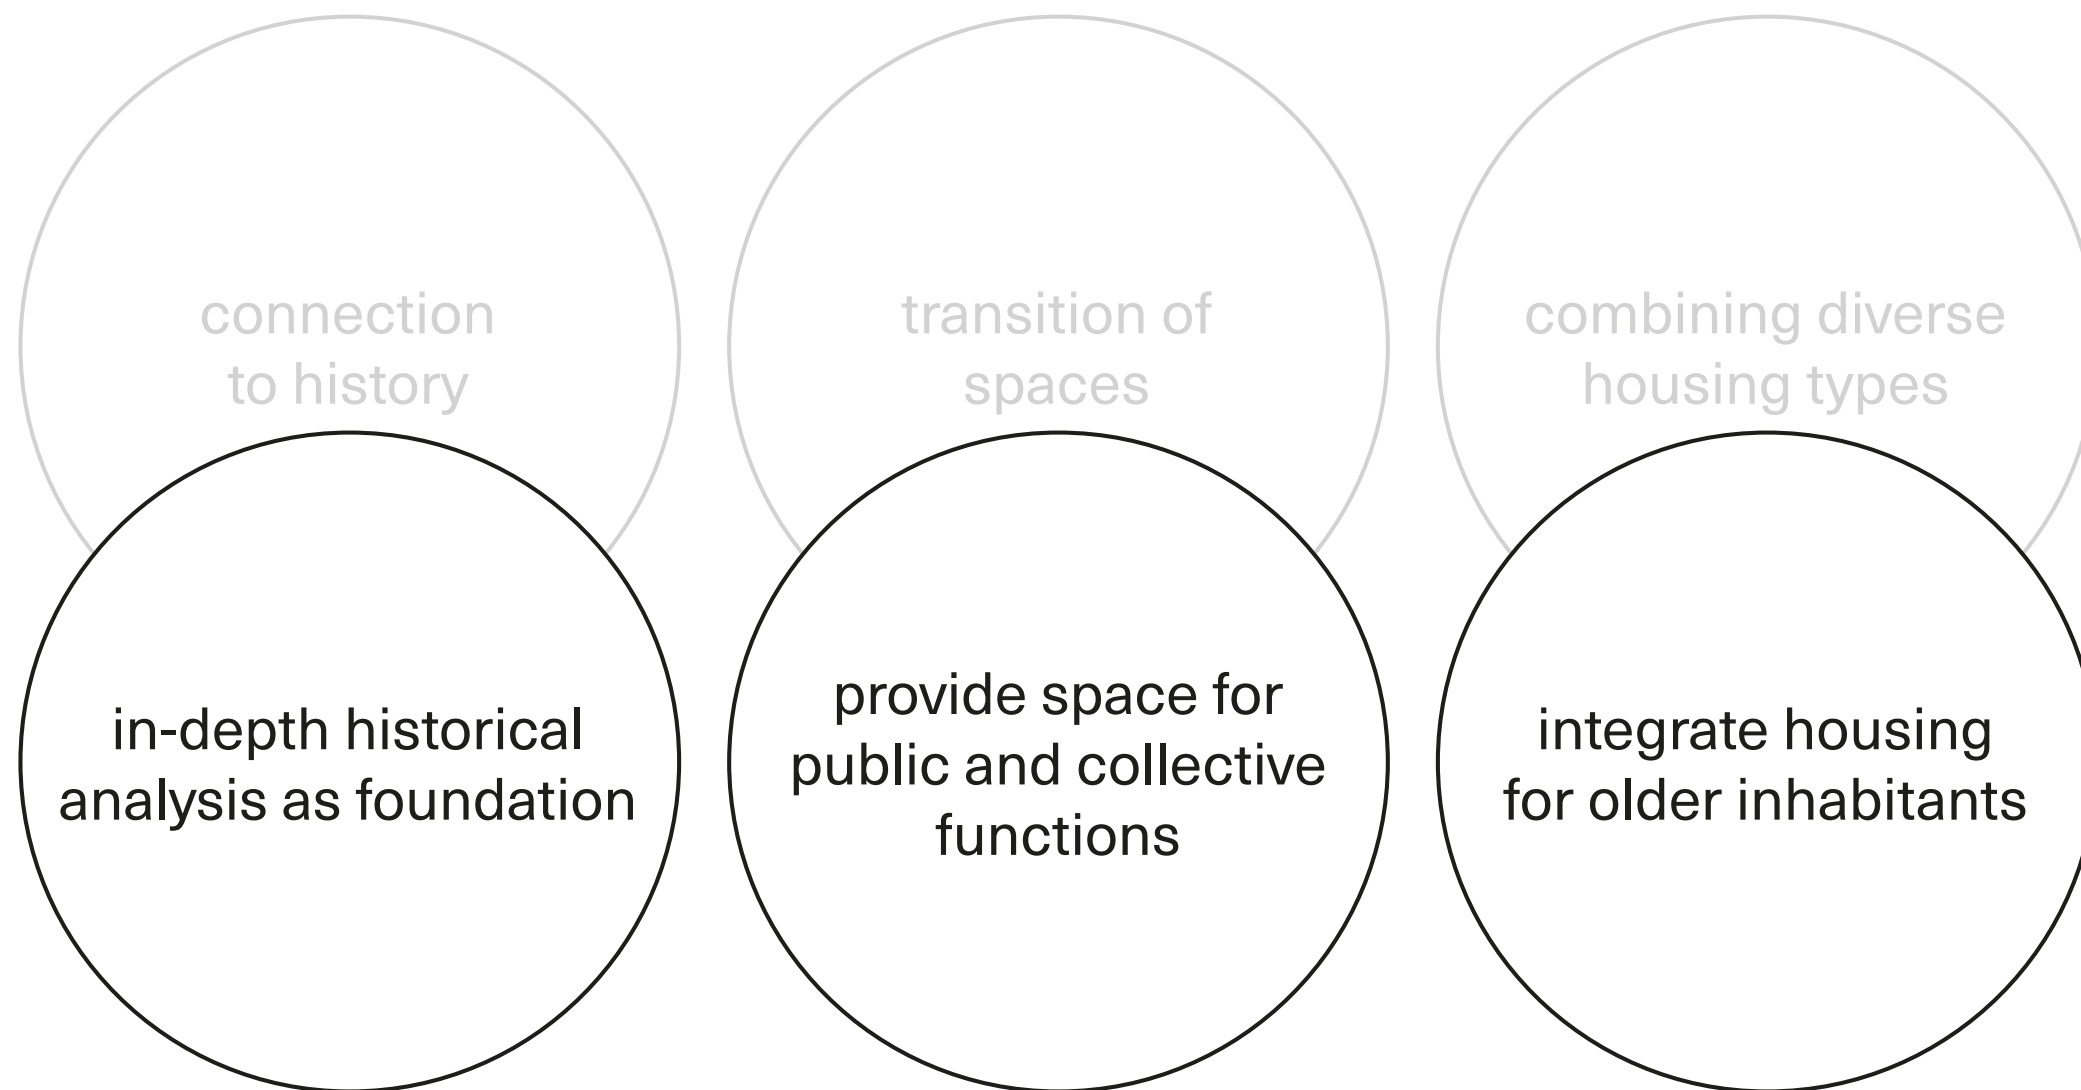 connection
to history
transition of
spaces
combining diverse
housing types
in-depth historical
analysis as foundation
provide space for
public and collective
functions
integrate housing
for older inhabitants